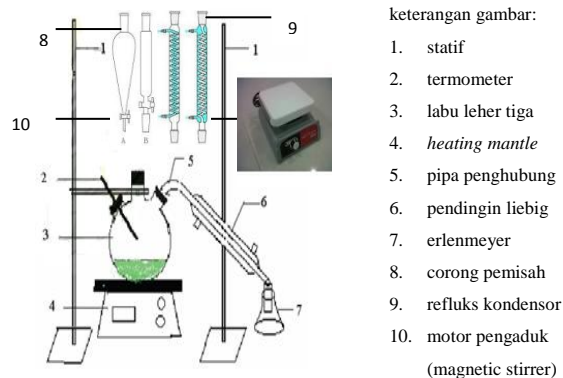 8
1
1
9
10
A
B
2
5
3
6
4
7
keterangan gambar:
1. statif
2. termometer
3. labu leher tiga
4. heating mantle
5. pipa penghubung
6. pendingin liebig
7. erlenmeyer
8. corong pemisah
9. refluks kondensor
10. motor pengaduk
(magnetic stirrer)